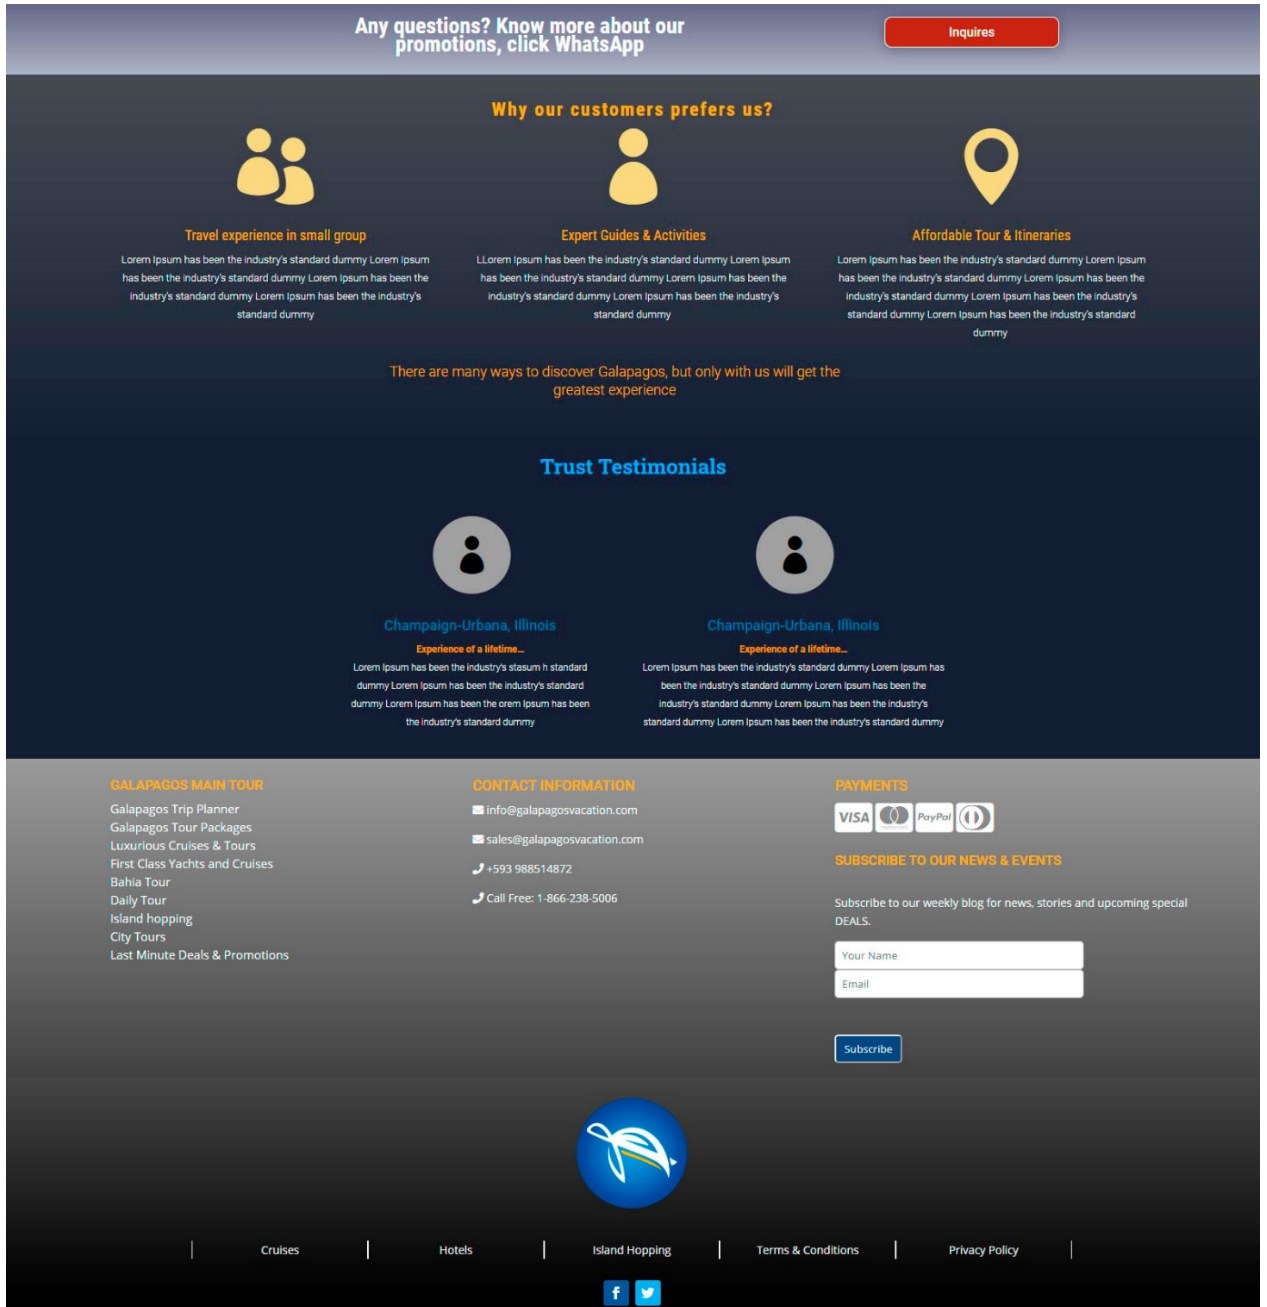 Any questions? Know more about our
promotions, click WhatsApp
Inquires
Why our customers prefers us?
Travel experience in small group
Lorem Ipsum has been the industry's standard dummy Lorem Ipsum
has been the industry's standard dummy Lorem Ipsum has been the
industry's standard dummy Lorem Ipsum has been the industry's
standard dummy
Expert Guides & Activities
LLorem Ipsum has been the industry's standard dummy Lorem Ipsum
has been the industry's standard dummy Lorem Ipsum has been the
industry's standard dummy Lorem Ipsum has been the industry's
standard dummy
Affordable Tour & Itineraries
Lorem Ipsum has been the industry's standard dummy Lorem Ipsum
has been the industry's standard dummy Lorem Ipsum has been the
industry's standard dummy Lorem Ipsum has been the industry's
standard dummy Lorem Ipsum has been the industry's standard
dummy
There are many ways to discover Galapagos, but only with us will get the
greatest experience
Trust Testimonials
Champaign-Urbana, Illinois
Experience of a lifetime...
Lorem Ipsum has been the industry's stasum h standard
dummy Lorem Ipsum has been the industry's standard
dummy Lorem Ipsum has been the orem Ipsum has been
the industry's standard dummy
Champaign-Urbana, Illinois
Experience of a lifetime...
Lorem Ipsum has been the industry's standard dummy Lorem Ipsum has
been the industry's standard dummy Lorem Ipsum has been the
industry's standard dummy Lorem Ipsum has been the industry's
standard dummy Lorem Ipsum has been the industry's standard dummy
GALAPAGOS MAIN TOUR
Galapagos Trip Planner
Galapagos Tour Packages
Luxurious Cruises & Tours
First Class Yachts and Cruises
Bahia Tour
Daily Tour
Island hopping
City Tours
Last Minute Deals & Promotions
CONTACT INFORMATION
info@galapagosvacation.com
sales@galapagosvacation.com
+593 988514872
Call Free: 1-866-238-5006
PAYMENTS
VISA PayPal
SUBSCRIBE TO OUR NEWS & EVENTS
Subscribe to our weekly blog for news, stories and upcoming special
DEALS.
Your Name
Email
Subscribe
Cruises
Hotels
Island Hopping
Terms & Conditions
Privacy Policy